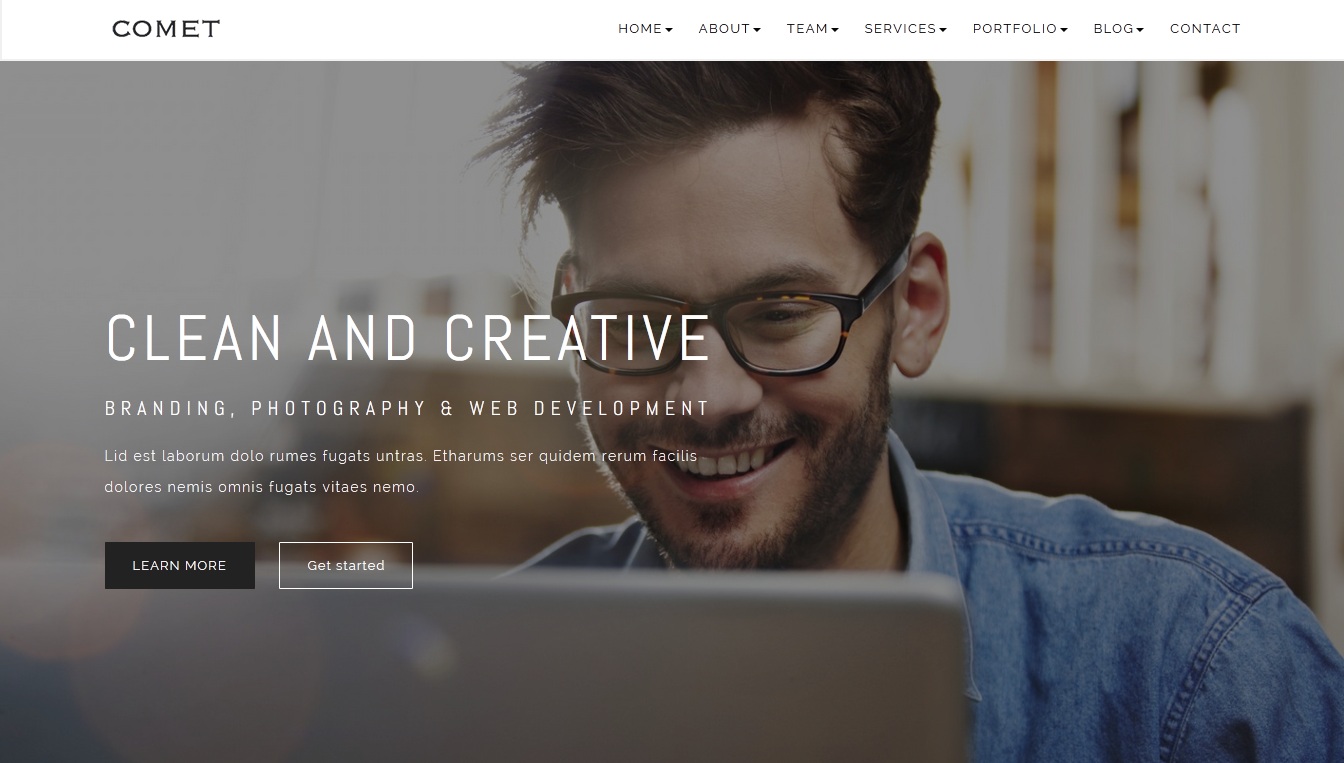 COMET
HOME ABOUT TEAM SERVICES PORTFOLIO BLOG CONTACT
CLEAN AND CREATIVE
BRANDING, PHOTOGRAPHY & WEB DEVELOPMENT
Lid est laborum dolo rumes fugats untras. Etharums ser quidem rerum facilis
dolores nemis omnis fugats vitaes nemo.
LEARN MORE Get started